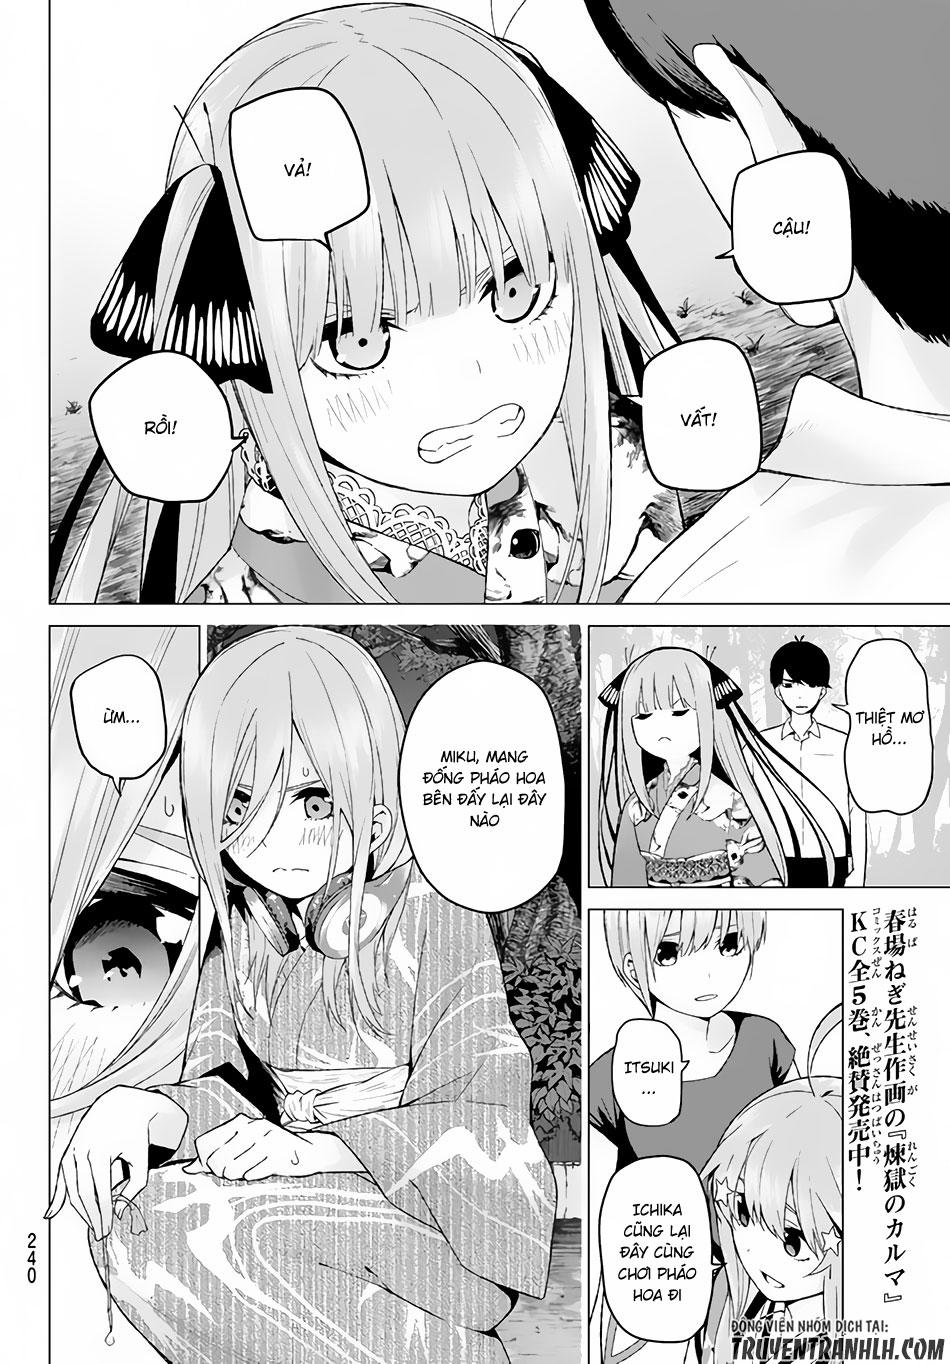 CẬU!
VẤT!
VẢ!
RỒI!
THIỆT MƠ
HỒ...
MIKU, MANG
ĐỐNG PHÁO HOA
BÊN ĐẤY LẠI ĐÂY
NÀO
ỪM...
春場ねぎ先生作画の『煉獄のカルマ』
KC全5巻、絶賛発売中!
ITSUKI
...
ICHIKA
CŨNG LẠI
ĐÂY CÙNG
CHƠI PHÁO
HOA ĐI
240
ĐỘNG VIÊN NHÓM DỊCH TẠI:
TRUYENTRANHLH.COM